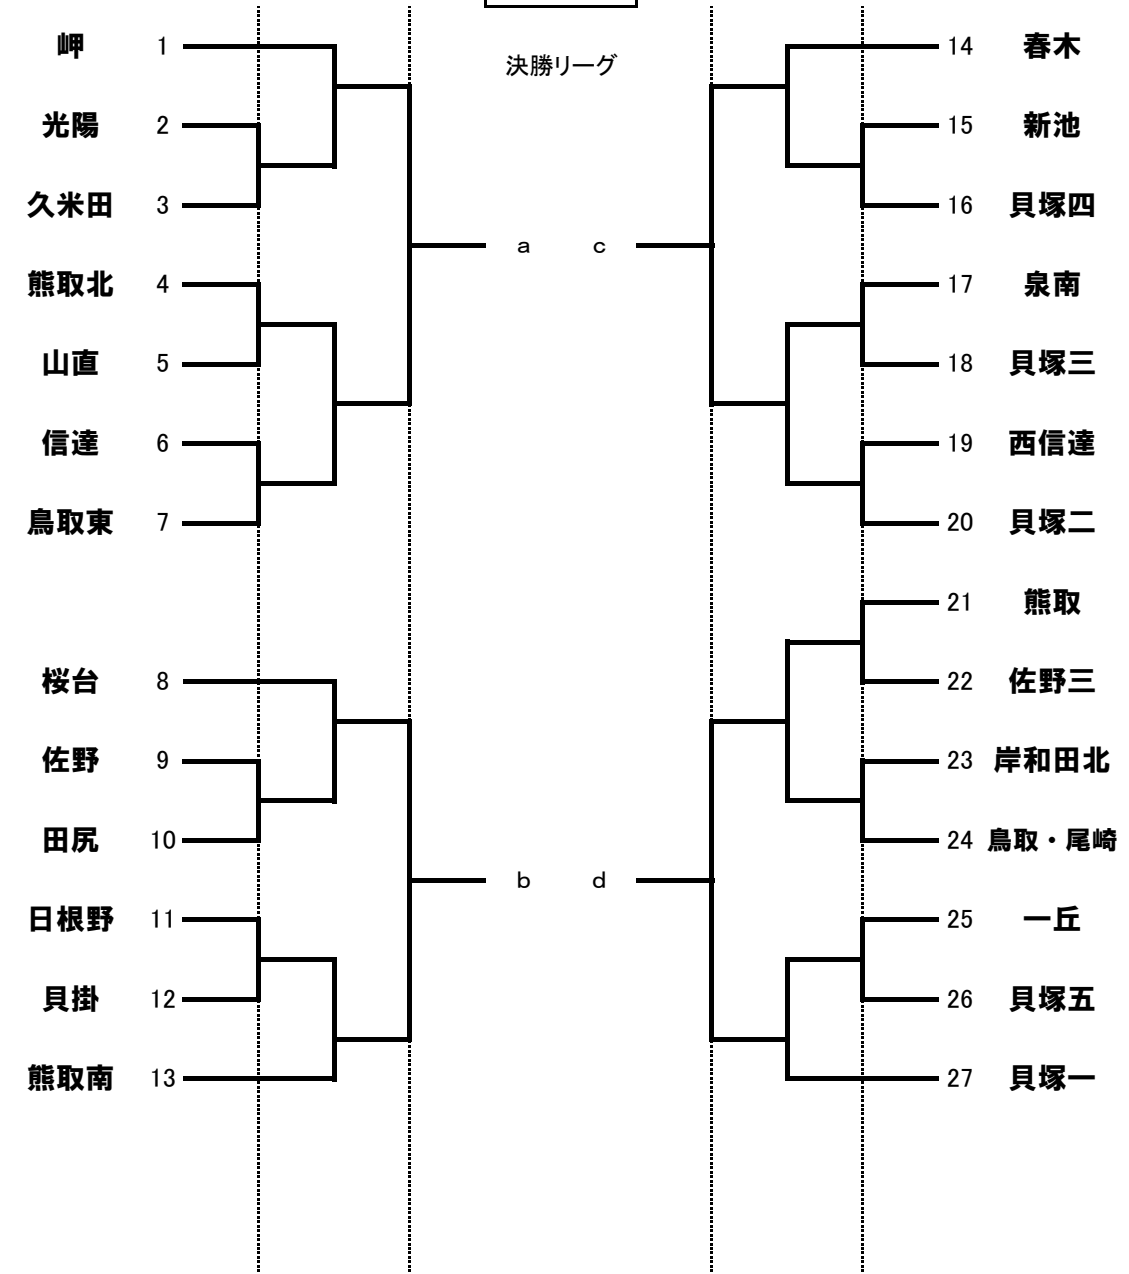 決勝リーグ
岬 1
光陽 2
久米田 3
熊取北 4
山直 5
信達 6
鳥取東 7
桜台 8
佐野 9
田尻 10
日根野 11
貝掛 12
熊取南 13
a
b
c
d
14 春木
15 新池
16 貝塚四
17 泉南
18 貝塚三
19 西信達
20 貝塚二
21 熊取
22 佐野三
23 岸和田北
24 鳥取・尾崎
25 一丘
26 貝塚五
27 貝塚一